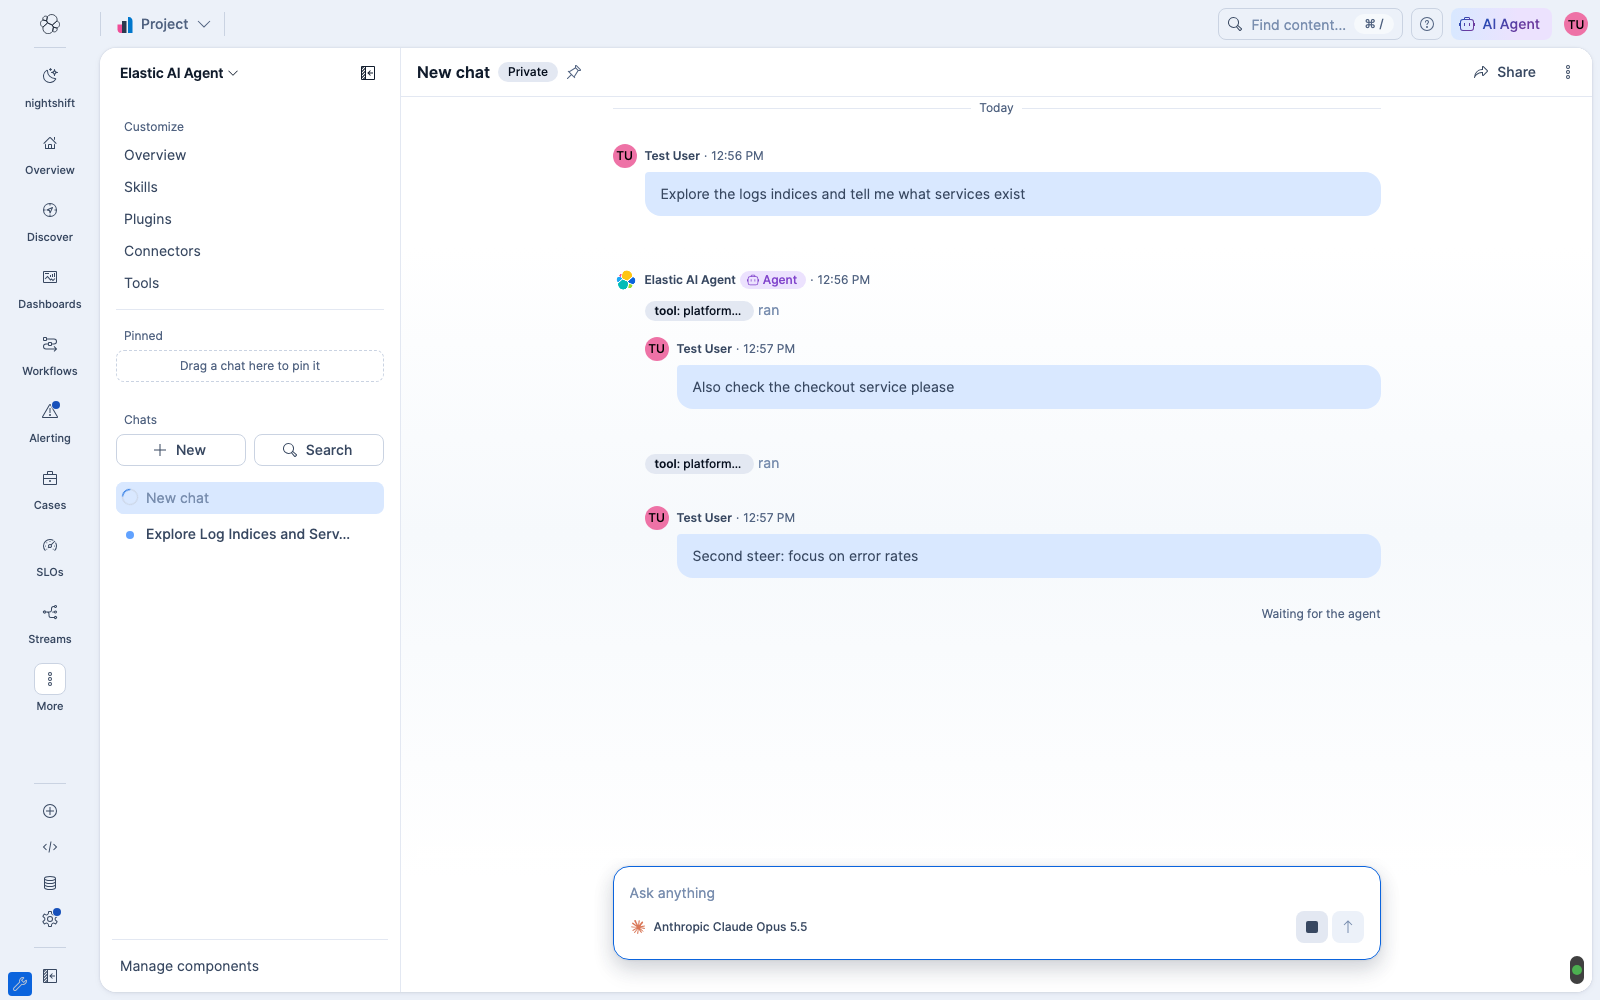 Project
Find content...
⌘ /
AI Agent
TU
nightshift
Overview
Discover
Dashboards
Workflows
Alerting
Cases
SLOs
Streams
More
Elastic AI Agent
Customize
Overview
Skills
Plugins
Connectors
Tools
Pinned
Drag a chat here to pin it
Chats
New
Search
New chat
Explore Log Indices and Serv...
Manage components
New chat
Private
Share
Today
TU
Test User · 12:56 PM
Explore the logs indices and tell me what services exist
Elastic AI Agent Agent · 12:56 PM
tool: platform... ran
TU
Test User · 12:57 PM
Also check the checkout service please
tool: platform... ran
TU
Test User · 12:57 PM
Second steer: focus on error rates
Waiting for the agent
Ask anything
Anthropic Claude Opus 5.5